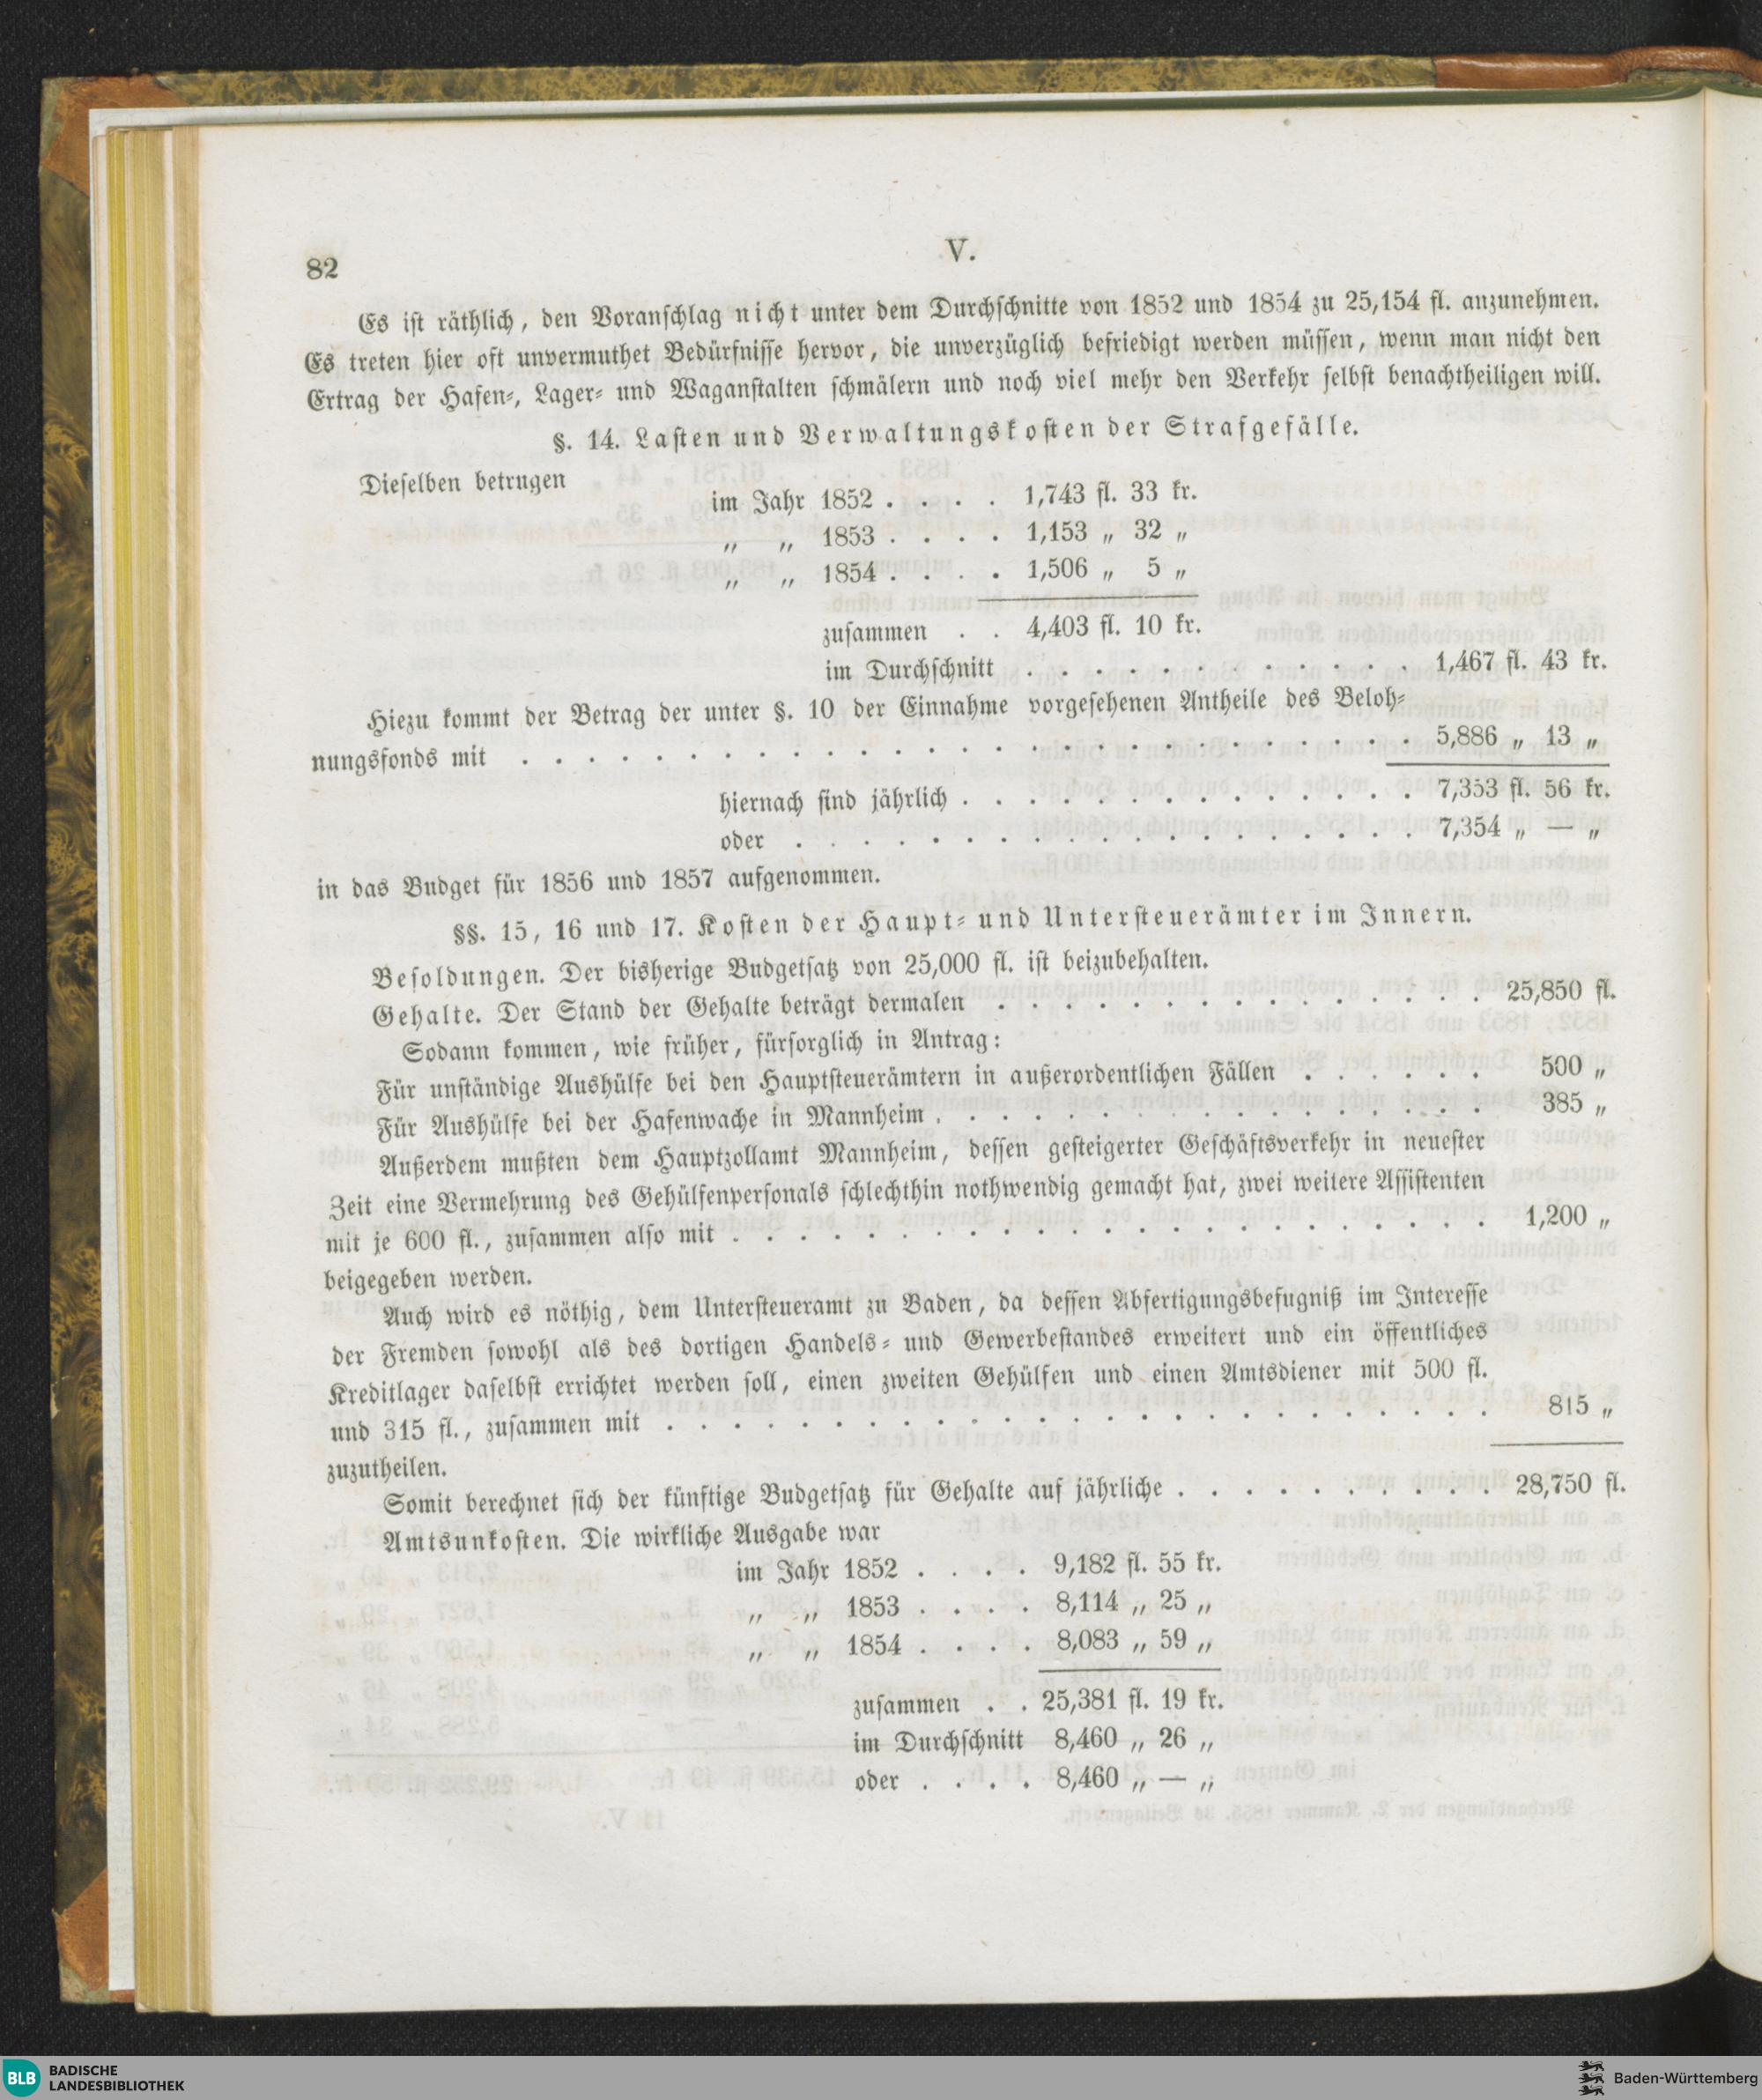 82
V.
Es ist räthlich, den Voranschlag nicht unter dem Durchschnitte von 1852 und 1854 zu 25,154 fl. anzunehmen.
Es treten hier oft unvermuthet Bedürfnisse hervor, die unverzüglich befriedigt werden müssen, wenn man nicht den
Ertrag der Hafen-, Lager- und Waganstalten schmälern und noch viel mehr den Verkehr selbst benachtheiligen will.
§. 14. Lasten und Verwaltungskosten der Strafgefälle.
Dieselben betrugen
im Jahr 1852 . . . . 1,743 fl. 33 kr.
„ „ 1853 . . . . 1,153 „ 32 „
„ „ 1854 . . . . 1,506 „ 5 „
zusammen . . 4,403 fl. 10 kr.
im Durchschnitt . . . . . . . . . . . . 1,467 fl. 43 kr.
Hiezu kommt der Betrag der unter §. 10 der Einnahme vorgesehenen Antheile des Beloh-
nungsfonds mit . . . . . . . . . . . . . . . . . . . . . . . . . . . 5,886 „ 13 „
hiernach sind jährlich . . . . . . . . . . . . . . 7,353 fl. 56 kr.
oder . . . . . . . . . . . . . . . . . . . 7,354 „ — „
in das Budget für 1856 und 1857 aufgenommen.
§§. 15, 16 und 17. Kosten der Haupt- und Untersteuerämter im Innern.
Besoldungen. Der bisherige Budgetsatz von 25,000 fl. ist beizubehalten.
Gehalte. Der Stand der Gehalte beträgt dermalen . . . . . . . . . . . . . . . 25,850 fl.
Sodann kommen, wie früher, fürsorglich in Antrag:
Für unständige Aushülfe bei den Hauptsteuerämtern in außerordentlichen Fällen . . . . . . 500 „
Für Aushülfe bei der Hafenwache in Mannheim . . . . . . . . . . . . . . . . . 385 „
Außerdem mußten dem Hauptzollamt Mannheim, dessen gesteigerter Geschäftsverkehr in neuester
Zeit eine Vermehrung des Gehülfenpersonals schlechthin nothwendig gemacht hat, zwei weitere Assistenten
mit je 600 fl., zusammen also mit . . . . . . . . . . . . . . . . . . . . . . . 1,200 „
beigegeben werden.
Auch wird es nöthig, dem Untersteueramt zu Baden, da dessen Abfertigungsbefugniß im Interesse
der Fremden sowohl als des dortigen Handels- und Gewerbestandes erweitert und ein öffentliches
Kreditlager daselbst errichtet werden soll, einen zweiten Gehülfen und einen Amtsdiener mit 500 fl.
und 315 fl., zusammen mit . . . . . . . . . . . . . . . . . . . . . . . . . 815 „
zuzutheilen.
Somit berechnet sich der künftige Budgetsatz für Gehalte auf jährliche . . . . . . . . . . 28,750 fl.
Amtsunkosten. Die wirkliche Ausgabe war
im Jahr 1852 . . . . 9,182 fl. 55 kr.
„ „ 1853 . . . . 8,114 „ 25 „
„ „ 1854 . . . . 8,083 „ 59 „
zusammen . . 25,381 fl. 19 kr.
im Durchschnitt 8,460 „ 26 „
oder . . . . 8,460 „ — „
BLB BADISCHE
LANDESBIBLIOTHEK
Baden-Württemberg